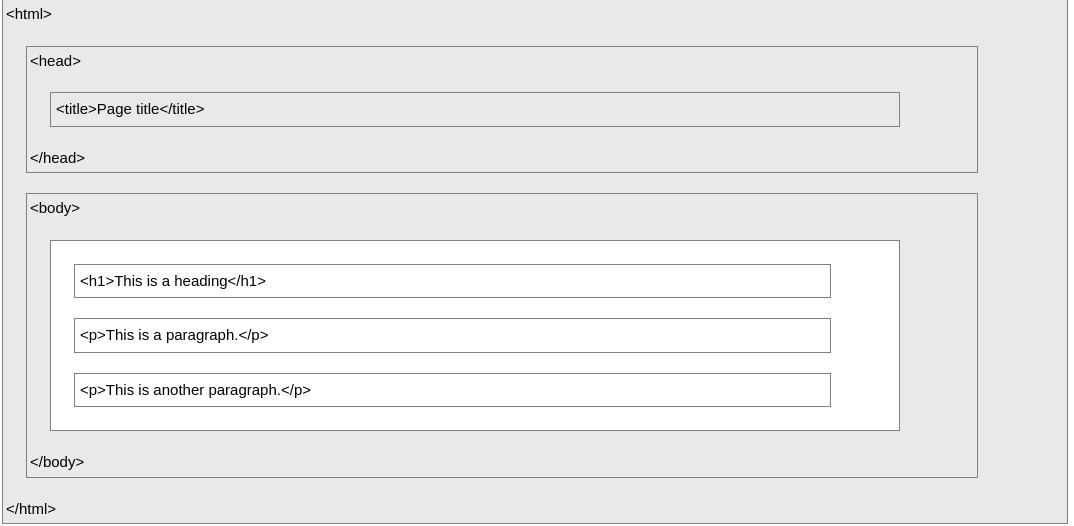 <html>
<head>
<title>Page title</title>
</head>
<body>
<h1>This is a heading</h1>
<p>This is a paragraph.</p>
<p>This is another paragraph.</p>
</body>
</html>